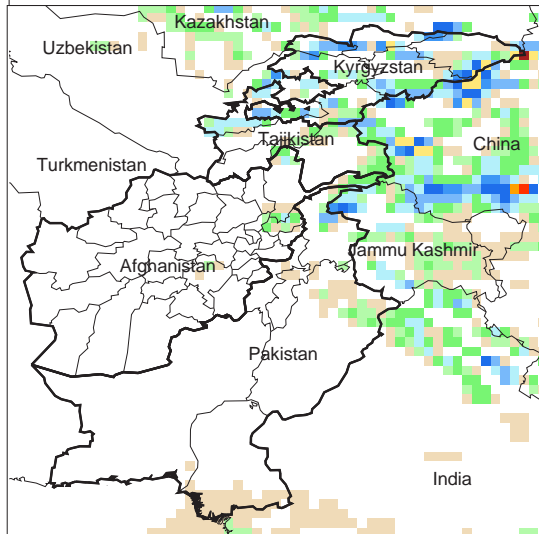 Kazakhstan
Uzbekistan
Kyrgyzstan
Tajikistan
China
Turkmenistan
Jammu Kashmir
Afghanistan
Pakistan
India